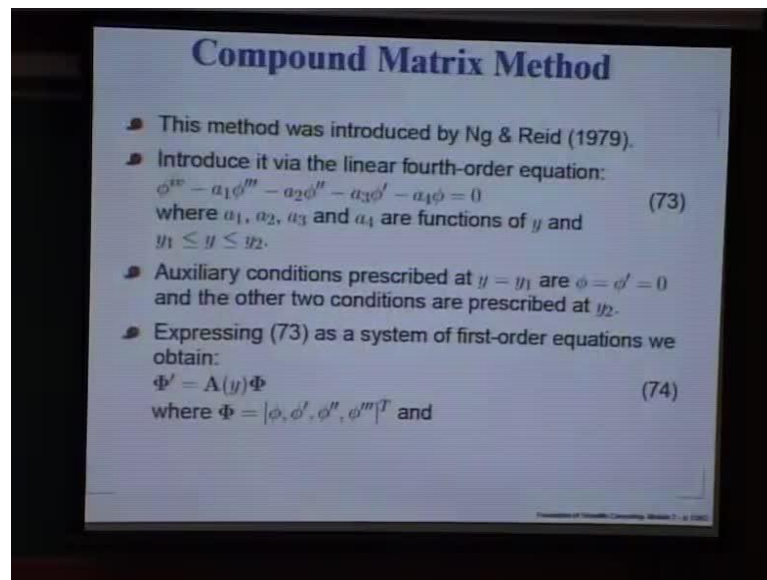 Compound Matrix Method
This method was introduced by Ng & Reid (1979).
Introduce it via the linear fourth-order equation:
ϕ^{iv} − a₁ϕ''' − a₂ϕ'' − a₃ϕ' − a₄ϕ = 0 (73)
where a₁, a₂, a₃ and a₄ are functions of y and
y₁ ≤ y ≤ y₂.
Auxiliary conditions prescribed at y = y₁ are ϕ = ϕ' = 0
and the other two conditions are prescribed at y₂.
Expressing (73) as a system of first-order equations we
obtain:
Φ' = A(y)Φ (74)
where Φ = [ϕ, ϕ', ϕ'', ϕ''']^T and